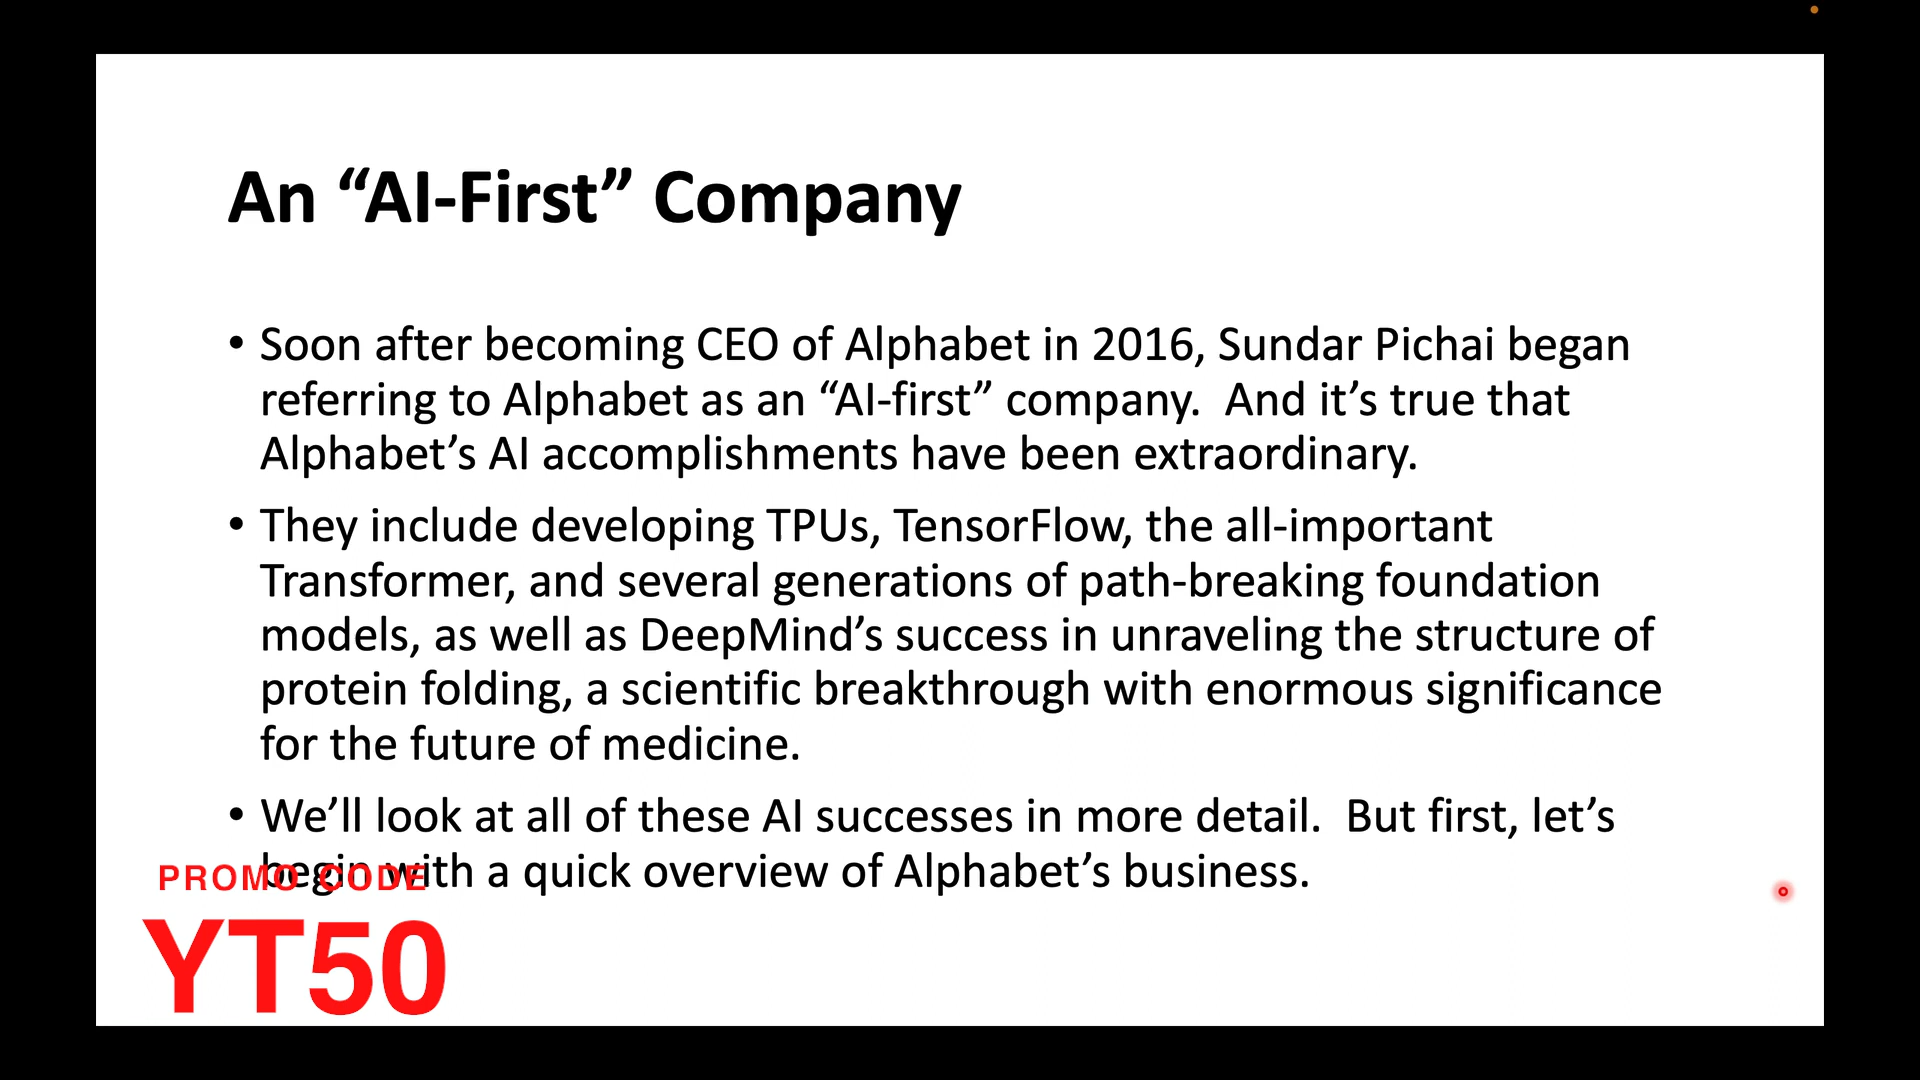 An “AI-First” Company
• Soon after becoming CEO of Alphabet in 2016, Sundar Pichai began
referring to Alphabet as an “AI-first” company.  And it’s true that
Alphabet’s AI accomplishments have been extraordinary.
• They include developing TPUs, TensorFlow, the all-important
Transformer, and several generations of path-breaking foundation
models, as well as DeepMind’s success in unraveling the structure of
protein folding, a scientific breakthrough with enormous significance
for the future of medicine.
• We’ll look at all of these AI successes in more detail.  But first, let’s
begin with a quick overview of Alphabet’s business.
PROMO CODE
YT50